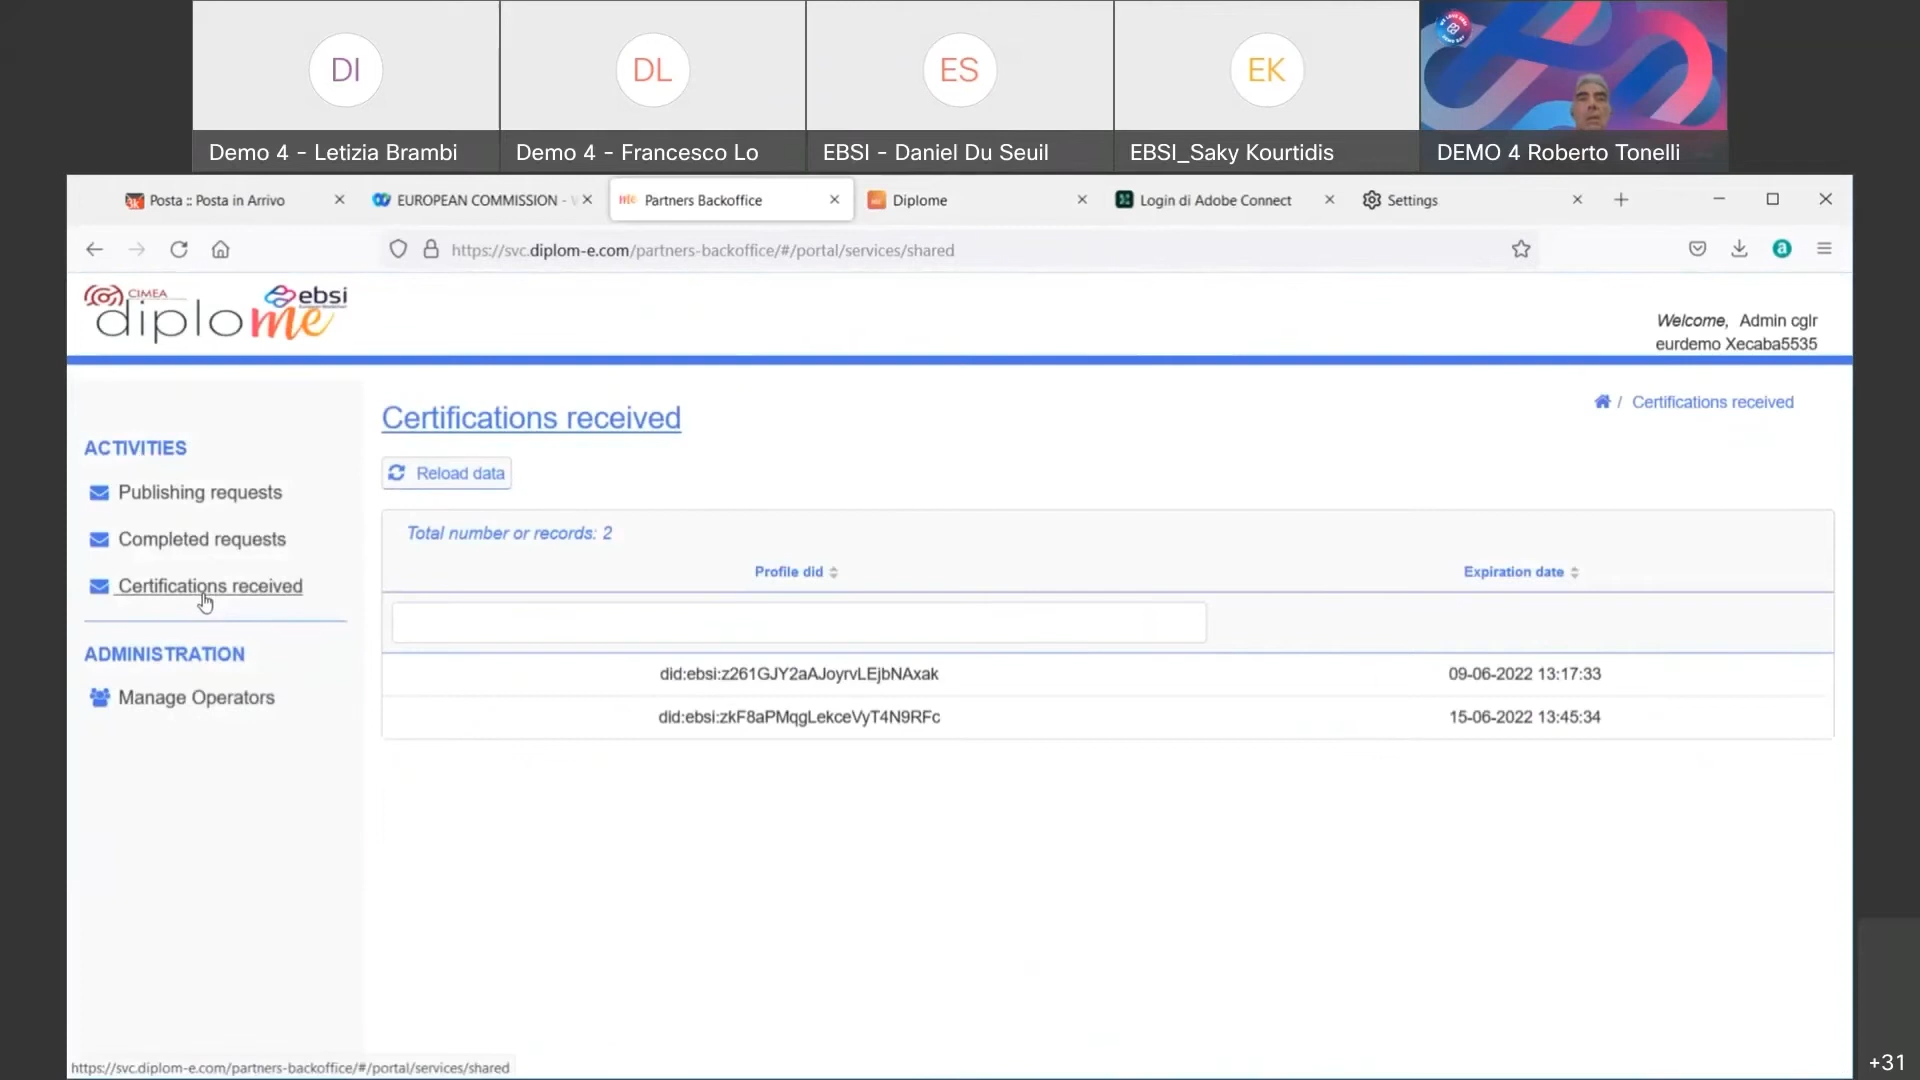 DI
DL
ES
EK
Demo 4 - Letizia Brambi
Demo 4 - Francesco Lo
EBSI - Daniel Du Seuil
EBSI_Saky Kourtidis
DEMO 4 Roberto Tonelli
Posta :: Posta in Arrivo
EUROPEAN COMMISSION -
Partners Backoffice
Diplome
Login di Adobe Connect
Settings
https://svc.diplom-e.com/partners-backoffice/#/portal/services/shared
CIMEA
diplome
ebsi
Welcome, Admin cglr
eurdemo Xecaba5535
ACTIVITIES
Publishing requests
Completed requests
Certifications received
ADMINISTRATION
Manage Operators
Certifications received
/ Certifications received
Reload data
Total number or records: 2
Profile did
Expiration date
did:ebsi:z261GJY2aAJoyrvLEjbNAxak
09-06-2022 13:17:33
did:ebsi:zkF8aPMqgLekceVyT4N9RFc
15-06-2022 13:45:34
https://svc.diplom-e.com/partners-backoffice/#/portal/services/shared
+31